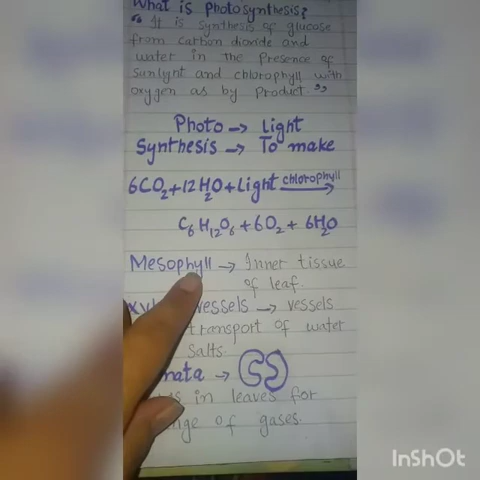 What is Photosynthesis?
“ It is synthesis of glucose
from carbon dioxide and
water in the presence of
sunlight and chlorophyll with
oxygen as by product ”
Photo → Light
Synthesis → To make
6CO₂+12H₂O+Light chlorophyll→
C₆H₁₂O₆+6O₂+6H₂O
Mesophyll → Inner tissue
of leaf.
vessels → vessels
transport of water
salts.
→
in leaves for
of gases.
InShOt